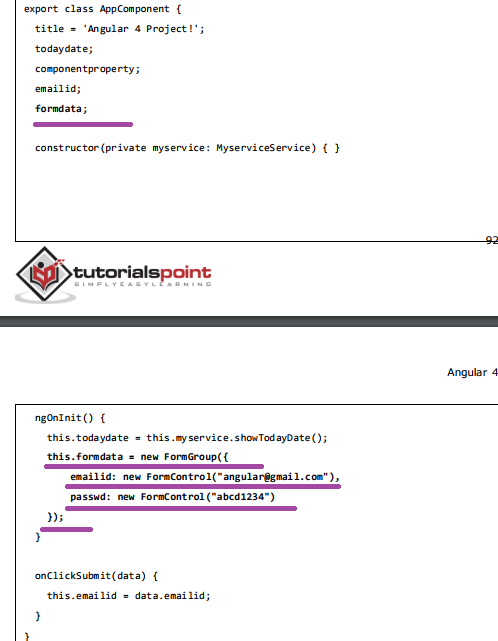 export class AppComponent {
title = 'Angular 4 Project!';
todaydate;
componentproperty;
emailid;
formdata;
constructor(private myservice: MyserviceService) { }
92
tutorialspoint
SIMPLYEASYLEARNING
Angular 4
ngOnInit() {
this.todaydate = this.myservice.showTodayDate();
this.formdata = new FormGroup({
emailid: new FormControl("angular@gmail.com"),
passwd: new FormControl("abcd1234")
});
}
onClickSubmit(data) {
this.emailid = data.emailid;
}
}